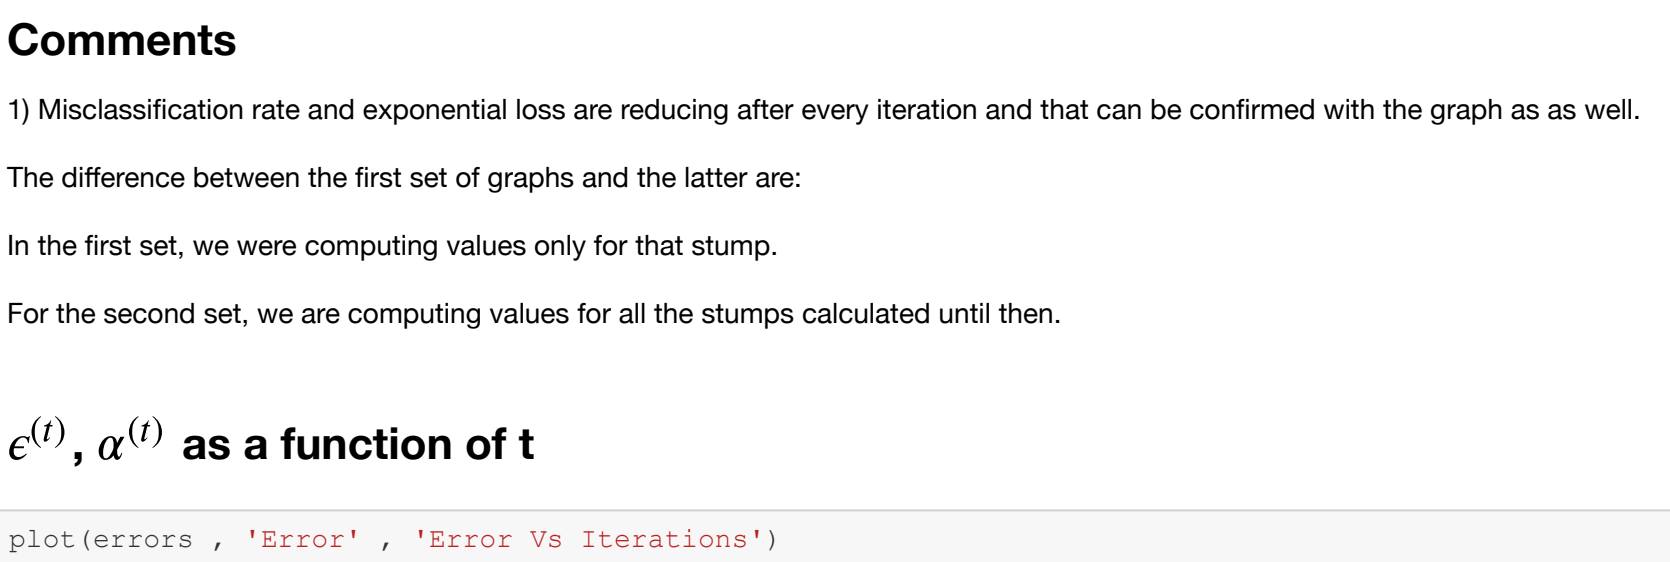 Comments
1) Misclassification rate and exponential loss are reducing after every iteration and that can be confirmed with the graph as as well.
The difference between the first set of graphs and the latter are:
In the first set, we were computing values only for that stump.
For the second set, we are computing values for all the stumps calculated until then.
ϵ^(t), α^(t) as a function of t
plot(errors , 'Error' , 'Error Vs Iterations')